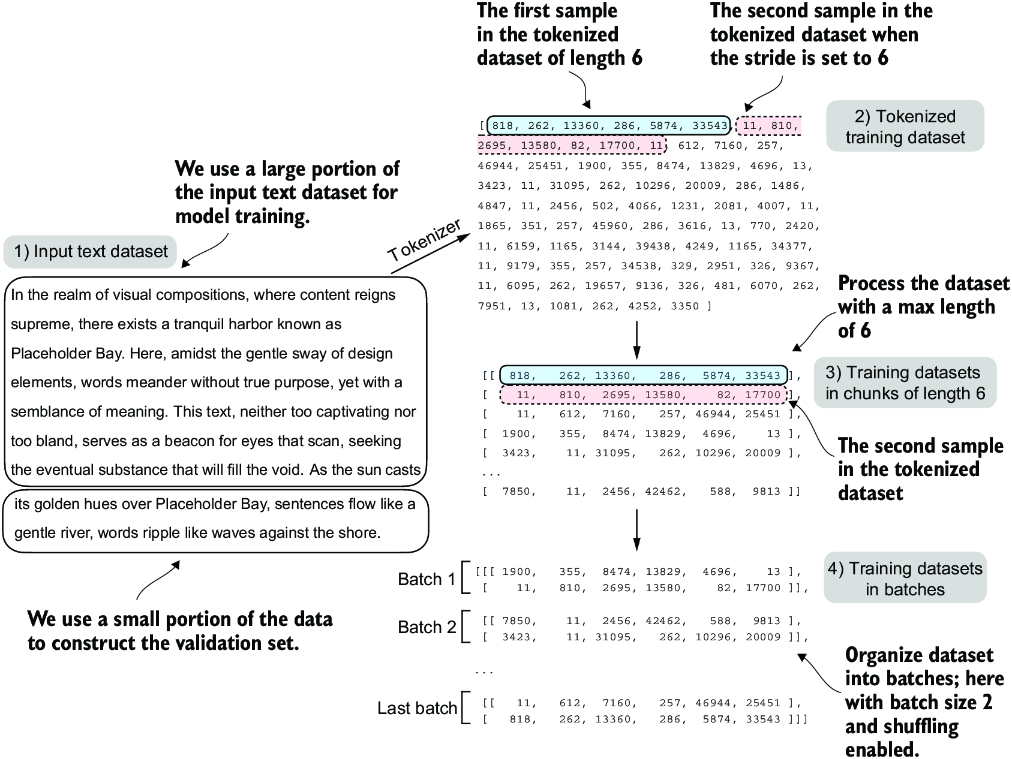 The first sample
in the tokenized
dataset of length 6
The second sample in the
tokenized dataset when
the stride is set to 6
[ 818, 262, 13360, 286, 5874, 33543, 11, 810,
2695, 13580, 82, 17700, 11, 612, 7160, 257,
46944, 25451, 1900, 355, 8474, 13829, 4696, 13,
3423, 11, 31095, 262, 10296, 20009, 286, 1486,
4847, 11, 2456, 502, 4066, 1231, 2081, 4007, 11,
1865, 351, 257, 45960, 286, 3616, 13, 770, 2420,
11, 6159, 1165, 3144, 39438, 4249, 1165, 34377,
11, 9179, 355, 257, 34538, 329, 2951, 326, 9367,
11, 6095, 262, 19657, 9136, 326, 481, 6070, 262,
7951, 13, 1081, 262, 4252, 3350 ]
2) Tokenized
training dataset
We use a large portion of
the input text dataset for
model training.
1) Input text dataset
Tokenizer
In the realm of visual compositions, where content reigns
supreme, there exists a tranquil harbor known as
Placeholder Bay. Here, amidst the gentle sway of design
elements, words meander without true purpose, yet with a
semblance of meaning. This text, neither too captivating nor
too bland, serves as a beacon for eyes that scan, seeking
the eventual substance that will fill the void. As the sun casts
its golden hues over Placeholder Bay, sentences flow like a
gentle river, words ripple like waves against the shore.
We use a small portion of the data
to construct the validation set.
Process the dataset
with a max length
of 6
[[ 818, 262, 13360, 286, 5874, 33543 ],
[ 11, 810, 2695, 13580, 82, 17700 ],
[ 11, 612, 7160, 257, 46944, 25451 ],
[ 1900, 355, 8474, 13829, 4696, 13 ],
[ 3423, 11, 31095, 262, 10296, 20009 ],
...
[ 7850, 11, 2456, 42462, 588, 9813 ]]
3) Training datasets
in chunks of length 6
The second sample
in the tokenized
dataset
Batch 1
[[[ 1900, 355, 8474, 13829, 4696, 13 ],
[ 11, 810, 2695, 13580, 82, 17700 ]],
Batch 2
[[ 7850, 11, 2456, 42462, 588, 9813 ],
[ 3423, 11, 31095, 262, 10296, 20009 ]],
...
Last batch
[[ 11, 612, 7160, 257, 46944, 25451 ],
[ 818, 262, 13360, 286, 5874, 33543 ]]]
4) Training datasets
in batches
Organize dataset
into batches; here
with batch size 2
and shuffling
enabled.